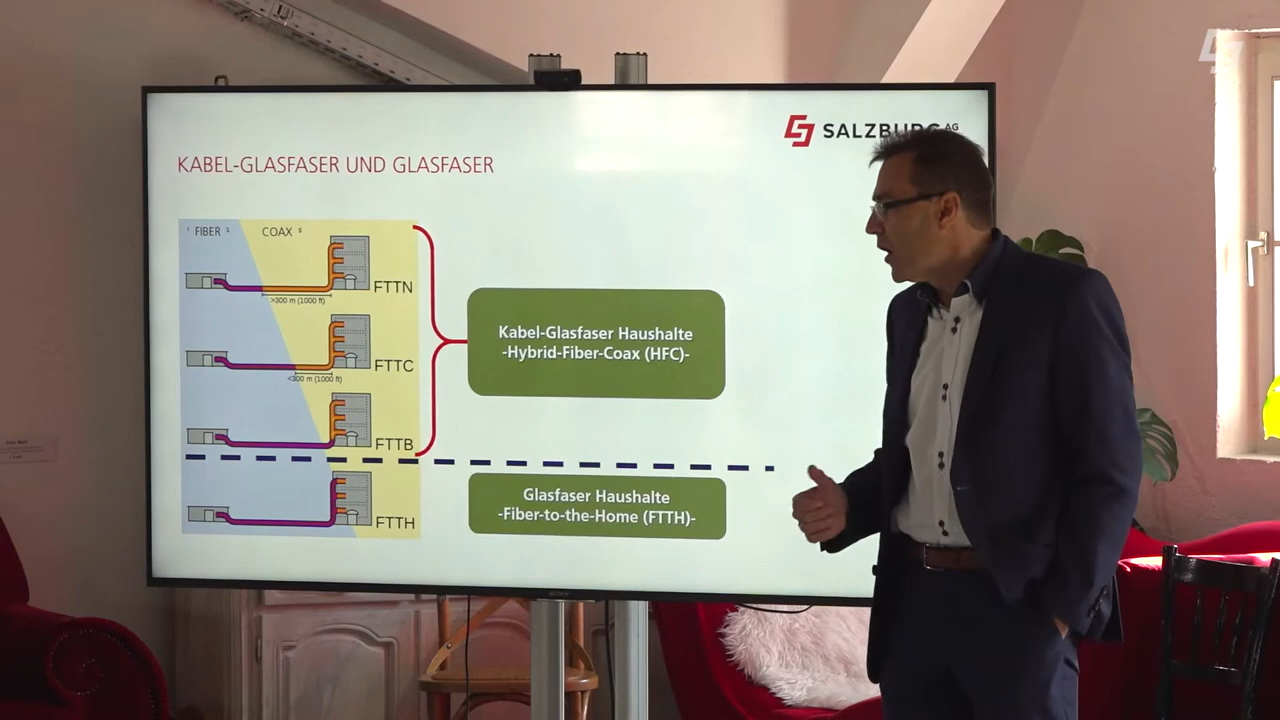 SALZBURG AG
KABEL-GLASFASER UND GLASFASER
FIBER
COAX
FTTN
>300 m (1000 ft)
FTTC
<300 m (1000 ft)
FTTB
FTTH
Kabel-Glasfaser Haushalte
-Hybrid-Fiber-Coax (HFC)-
Glasfaser Haushalte
-Fiber-to-the-Home (FTTH)-
SONY